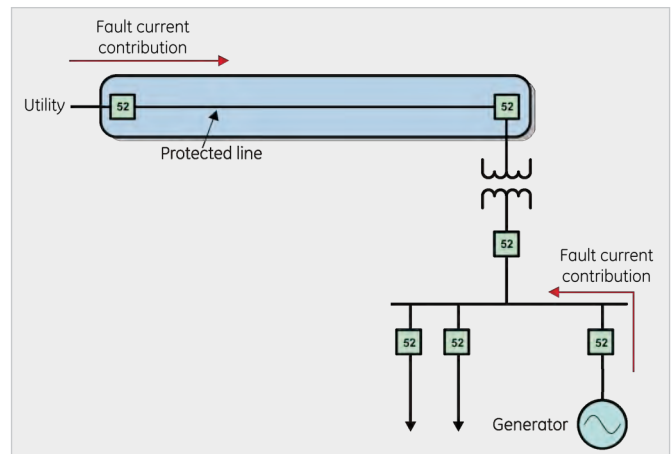 Fault current
contribution
Utility
52
52
Protected line
52
Fault current
contribution
52
52
52
Generator